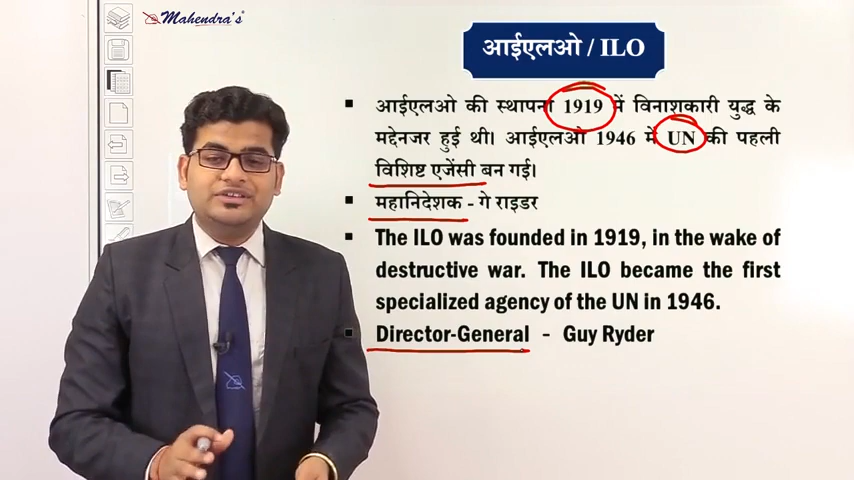 Mahendra's
आईएलओ / ILO
आईएलओ की स्थापना 1919 में विनाशकारी युद्ध के
मद्देनजर हुई थी। आईएलओ 1946 में UN की पहली
विशिष्ट एजेंसी बन गई।
महानिदेशक - गे राइडर
The ILO was founded in 1919, in the wake of
destructive war. The ILO became the first
specialized agency of the UN in 1946.
Director-General - Guy Ryder